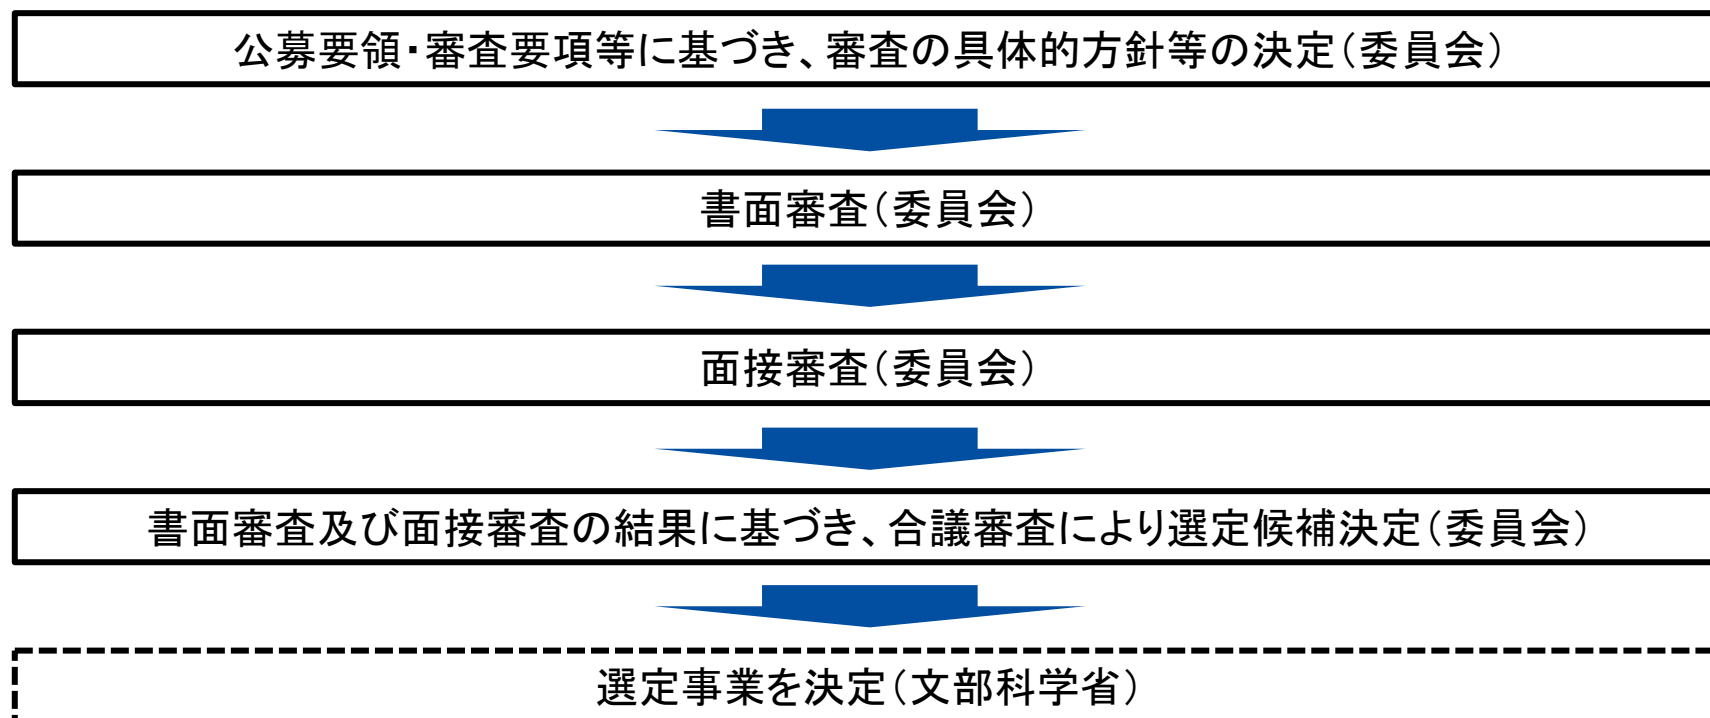 公募要領・審査要項等に基づき、審査の具体的方針等の決定（委員会）
書面審査（委員会）
面接審査（委員会）
書面審査及び面接審査の結果に基づき、合議審査により選定候補決定（委員会）
選定事業を決定（文部科学省）